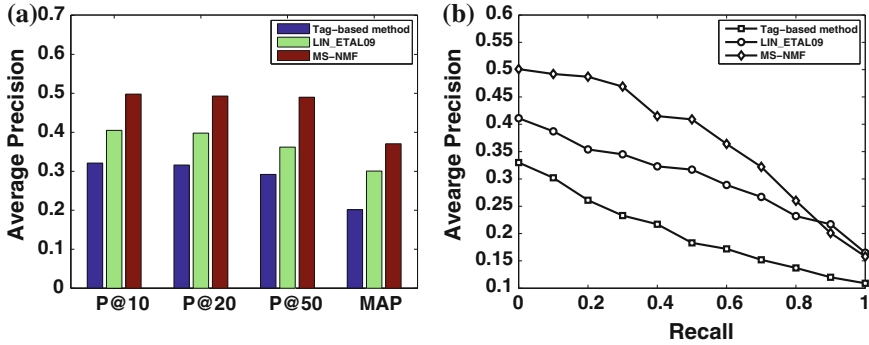 (a)
0.7
0.6
0.5
0.4
0.3
0.2
0.1
0
Average Precision
Tag-based method
LIN_ETAL09
MS-NMF
P@10 P@20 P@50 MAP
(b)
0.6
0.55
0.5
0.45
0.4
0.35
0.3
0.25
0.2
0.15
0.1
Avearge Precision
Tag-based method
LIN_ETAL09
MS-NMF
0 0.2 0.4 0.6 0.8 1
Recall